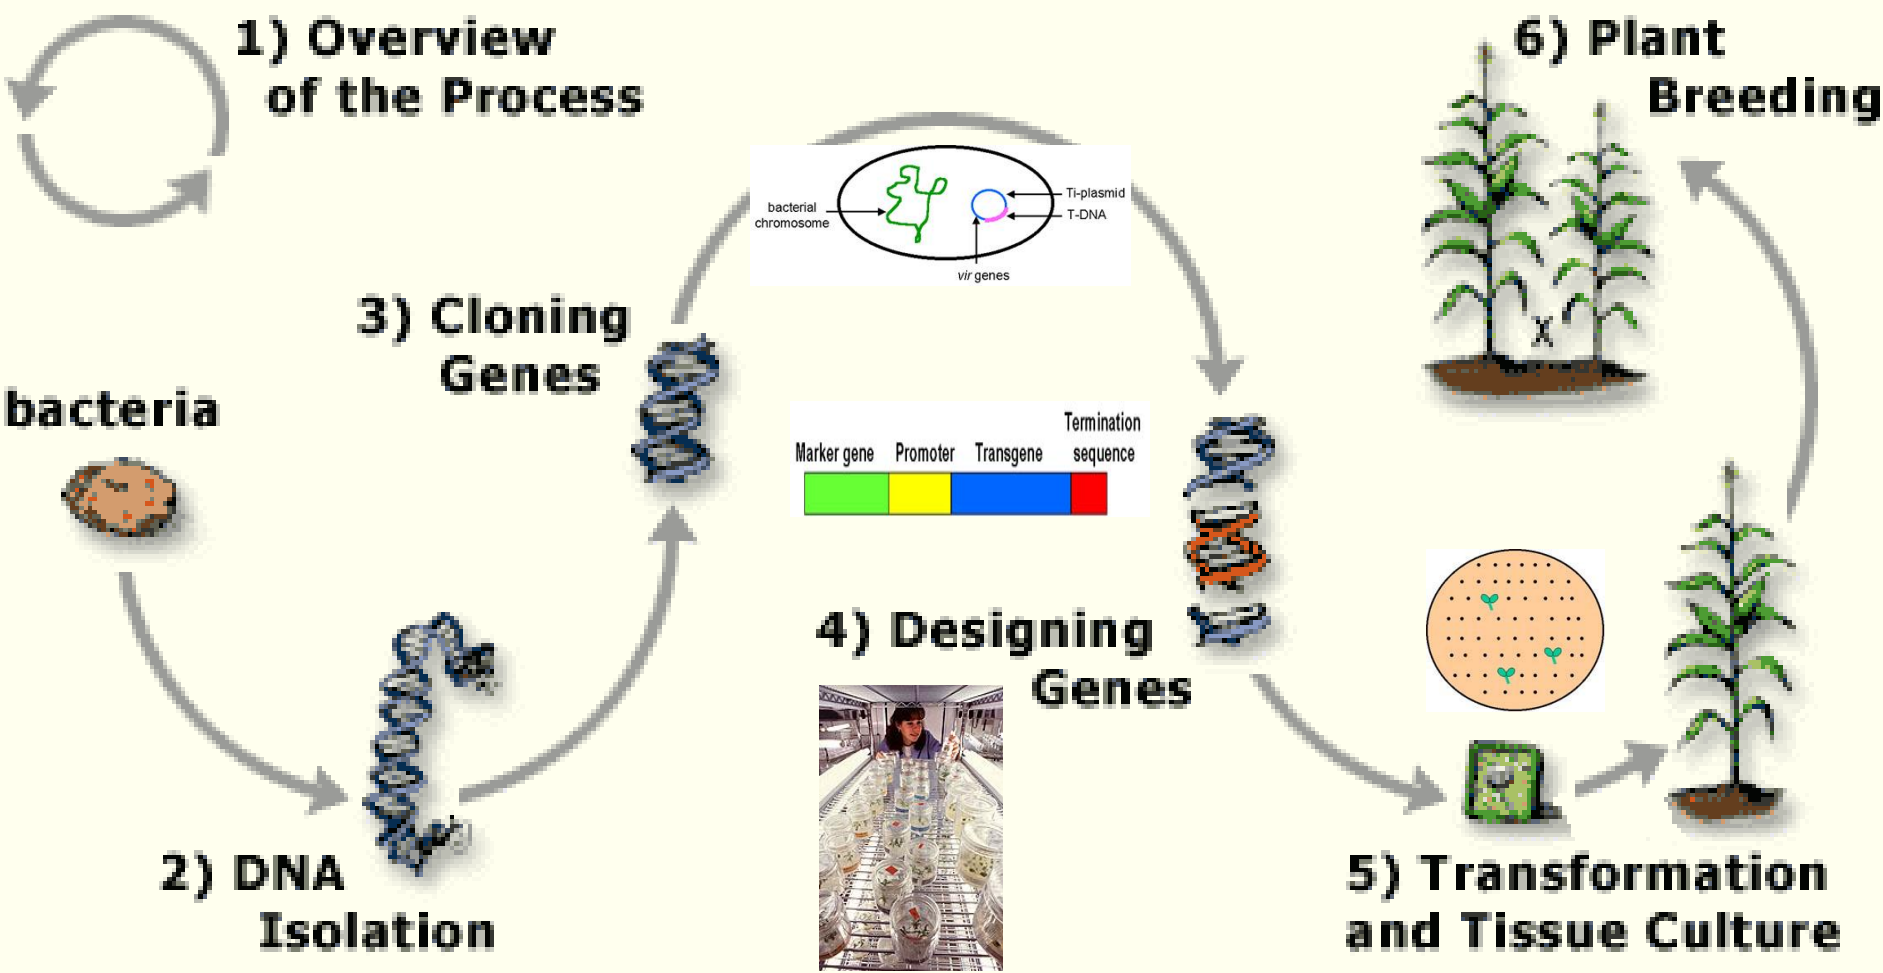 1) Overview
of the Process
6) Plant
Breeding
bacterial
chromosome
Ti-plasmid
T-DNA
vir genes
3) Cloning
Genes
bacteria
Termination
Marker gene Promoter Transgene sequence
4) Designing
Genes
X
2) DNA
Isolation
5) Transformation
and Tissue Culture